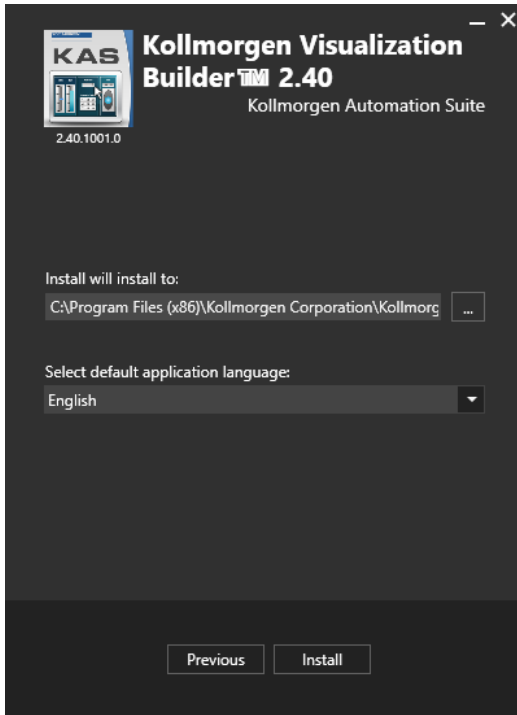 KAS
Kollmorgen Visualization
Builder™ 2.40
Kollmorgen Automation Suite
2.40.1001.0
Install will install to:
C:\Program Files (x86)\Kollmorgen Corporation\Kollmorg
...
Select default application language:
English
Previous
Install